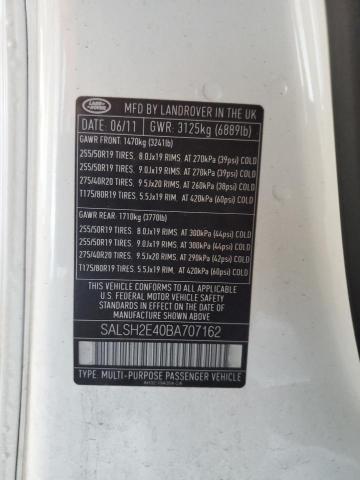 LAND-
ROVER
MFD BY LANDROVER IN THE UK
DATE: 06/11 GWR: 3125kg (6889lb)
GAWR FRONT: 1470kg (3241lb)
255/50R19 TIRES. 8.0Jx19 RIMS. AT 270kPa (39psi) COLD
255/50R19 TIRES. 9.0Jx19 RIMS. AT 270kPa (39psi) COLD
275/40R20 TIRES. 9.5Jx20 RIMS. AT 260kPa (38psi) COLD
T175/80R19 TIRES. 5.5Jx19 RIMS. AT 420kPa (60psi) COLD
GAWR REAR: 1710kg (3770lb)
255/50R19 TIRES. 8.0Jx19 RIMS. AT 300kPa (44psi) COLD
255/50R19 TIRES. 9.0Jx19 RIMS. AT 300kPa (44psi) COLD
275/40R20 TIRES. 9.5Jx20 RIMS. AT 290kPa (42psi) COLD
T175/80R19 TIRES. 5.5Jx19 RIMS. AT 420kPa (60psi) COLD
THIS VEHICLE CONFORMS TO ALL APPLICABLE
U.S. FEDERAL MOTOR VEHICLE SAFETY
STANDARDS IN EFFECT ON THE DATE OF
MANUFACTURE SHOWN ABOVE
SALSH2E40BA707162
TYPE: MULTI-PURPOSE PASSENGER VEHICLE